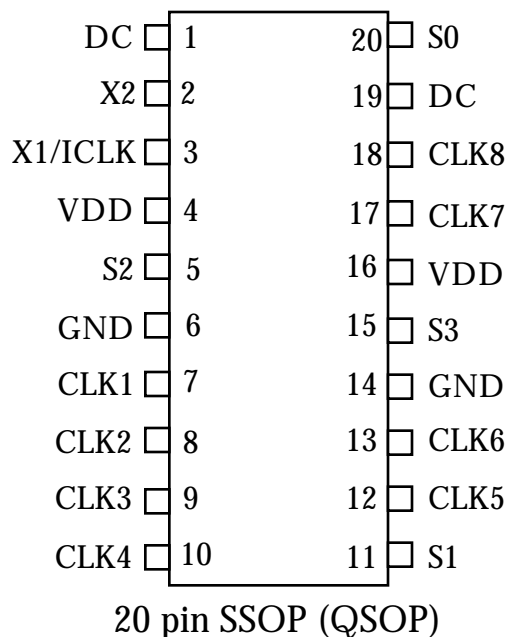 DC 1 20 S0
X2 2 19 DC
X1/ICLK 3 18 CLK8
VDD 4 17 CLK7
S2 5 16 VDD
GND 6 15 S3
CLK1 7 14 GND
CLK2 8 13 CLK6
CLK3 9 12 CLK5
CLK4 10 11 S1
20 pin SSOP (QSOP)